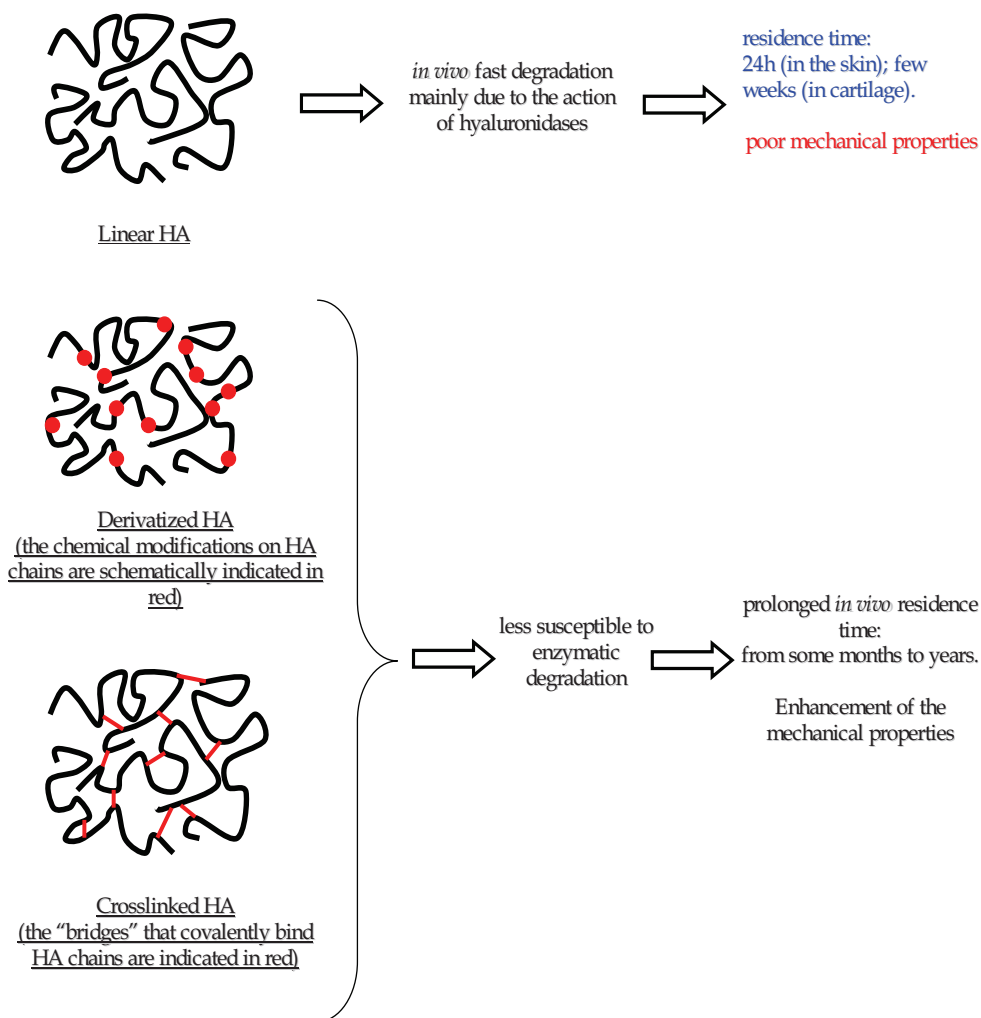 in vivo fast degradation
mainly due to the action
of hyaluronidases
residence time:
24h (in the skin); few
weeks (in cartilage).
poor mechanical properties
Linear HA
Derivatized HA
(the chemical modifications on HA
chains are schematically indicated in
red)
less susceptible to
enzymatic
degradation
prolonged in vivo residence
time:
from some months to years.
Enhancement of the
mechanical properties
Crosslinked HA
(the “bridges” that covalently bind
HA chains are indicated in red)